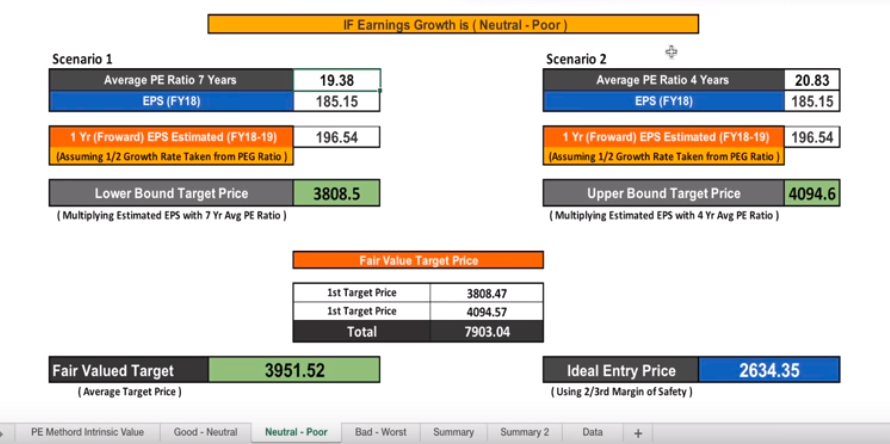 IF Earnings Growth is ( Neutral - Poor )
Scenario 1
Average PE Ratio 7 Years 19.38
EPS (FY18) 185.15
1 Yr (Froward) EPS Estimated (FY18-19) 196.54
(Assuming 1/2 Growth Rate Taken from PEG Ratio )
Lower Bound Target Price 3808.5
( Multiplying Estimated EPS with 7 Yr Avg PE Ratio )
Scenario 2
Average PE Ratio 4 Years 20.83
EPS (FY18) 185.15
1 Yr (Froward) EPS Estimated (FY18-19) 196.54
(Assuming 1/2 Growth Rate Taken from PEG Ratio )
Upper Bound Target Price 4094.6
( Multiplying Estimated EPS with 4 Yr Avg PE Ratio )
Fair Value Target Price
1st Target Price 3808.47
1st Target Price 4094.57
Total 7903.04
Fair Valued Target 3951.52
( Average Target Price )
Ideal Entry Price 2634.35
( Using 2/3rd Margin of Safety )
PE Methord Intrinsic Value Good - Neutral Neutral - Poor Bad - Worst Summary Summary 2 Data +